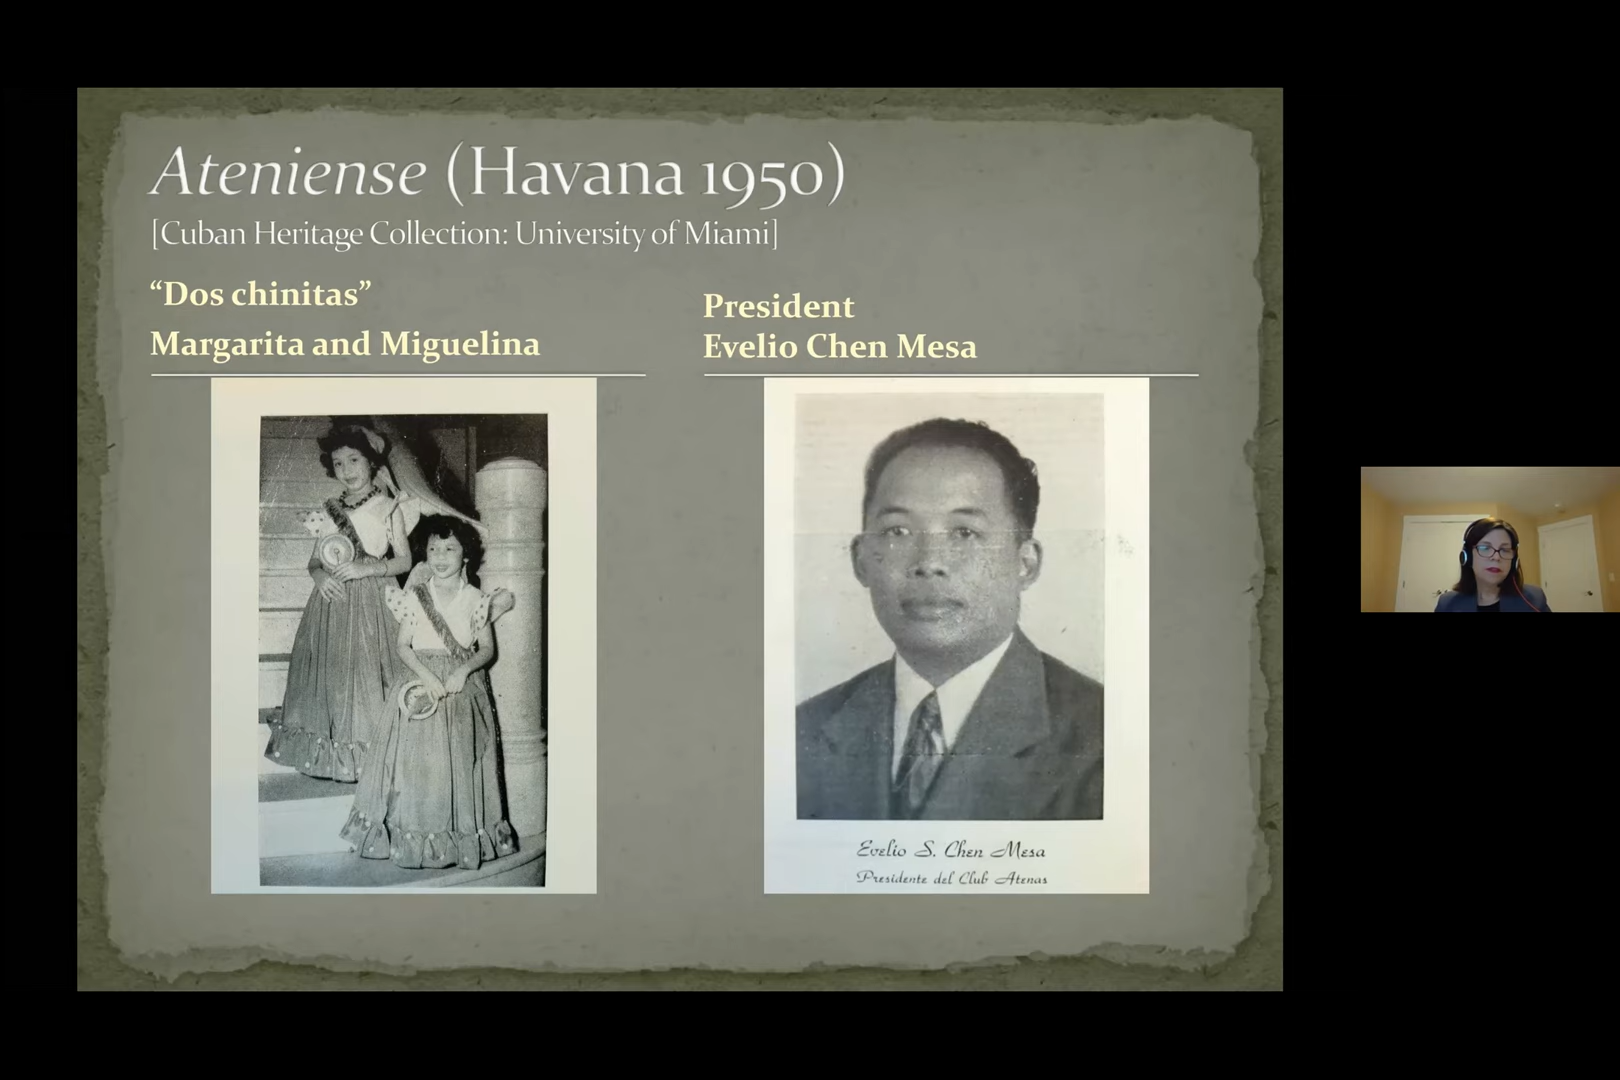 Ateniense (Havana 1950)
[Cuban Heritage Collection: University of Miami]
“Dos chinitas”
Margarita and Miguelina
President
Evelio Chen Mesa
Evelio S. Chen Mesa
Presidente del Club Atenas